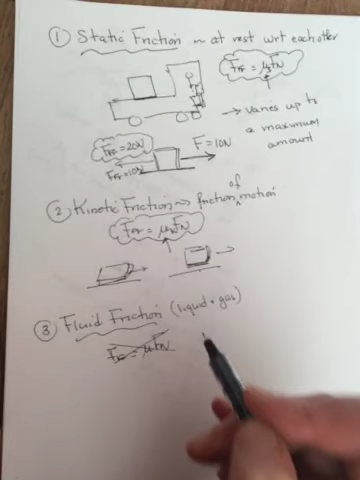 ① Static Friction ~ at rest wrt each other
Ffr = μsFN
→ varies up to
a maximum
amount
Ffr = 20N
F = 10N
Ffr = 10N
② Kinetic Friction ~> friction of motion
Ffr = μkFN
③ Fluid Friction (liquid + gas)
Ffr = μFN